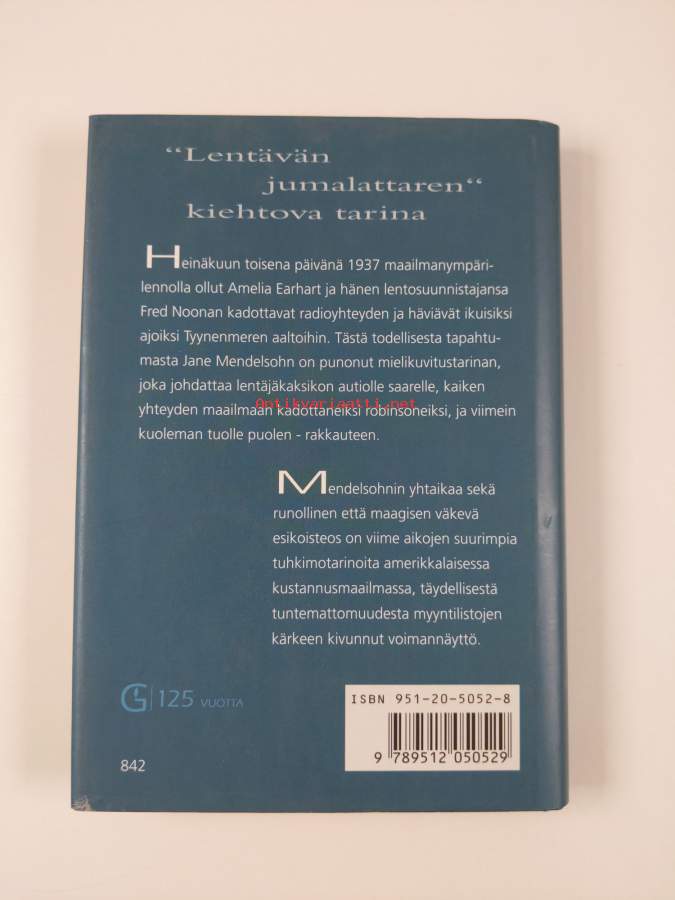 “Lentävän
jumalattaren“
kiehtova tarina
Heinäkuun toisena päivänä 1937 maailmanympäri-
lennolla ollut Amelia Earhart ja hänen lentosuunnistajansa
Fred Noonan kadottavat radioyhteyden ja häviävät ikuisiksi
ajoiksi Tyynenmeren aaltoihin. Tästä todellisesta tapahtu-
masta Jane Mendelsohn on punonut mielikuvitustarinan,
joka johdattaa lentäjäkaksikon autiolle saarelle, kaiken
Antikvariaatti.net
yhteyden maailmaan kadottaneiksi robinsoneiksi, ja viimein
kuoleman tuolle puolen - rakkauteen.
Mendelsohnin yhtaikaa sekä
runollinen että maagisen väkevä
esikoisteos on viime aikojen suurimpia
tuhkimotarinoita amerikkalaisessa
kustannusmaailmassa, täydellisestä
tuntemattomuudesta myyntilistojen
kärkeen kivunnut voimannäyttö.
G 125 VUOTTA
ISBN 951-20-5052-8
9 789512 050529
842